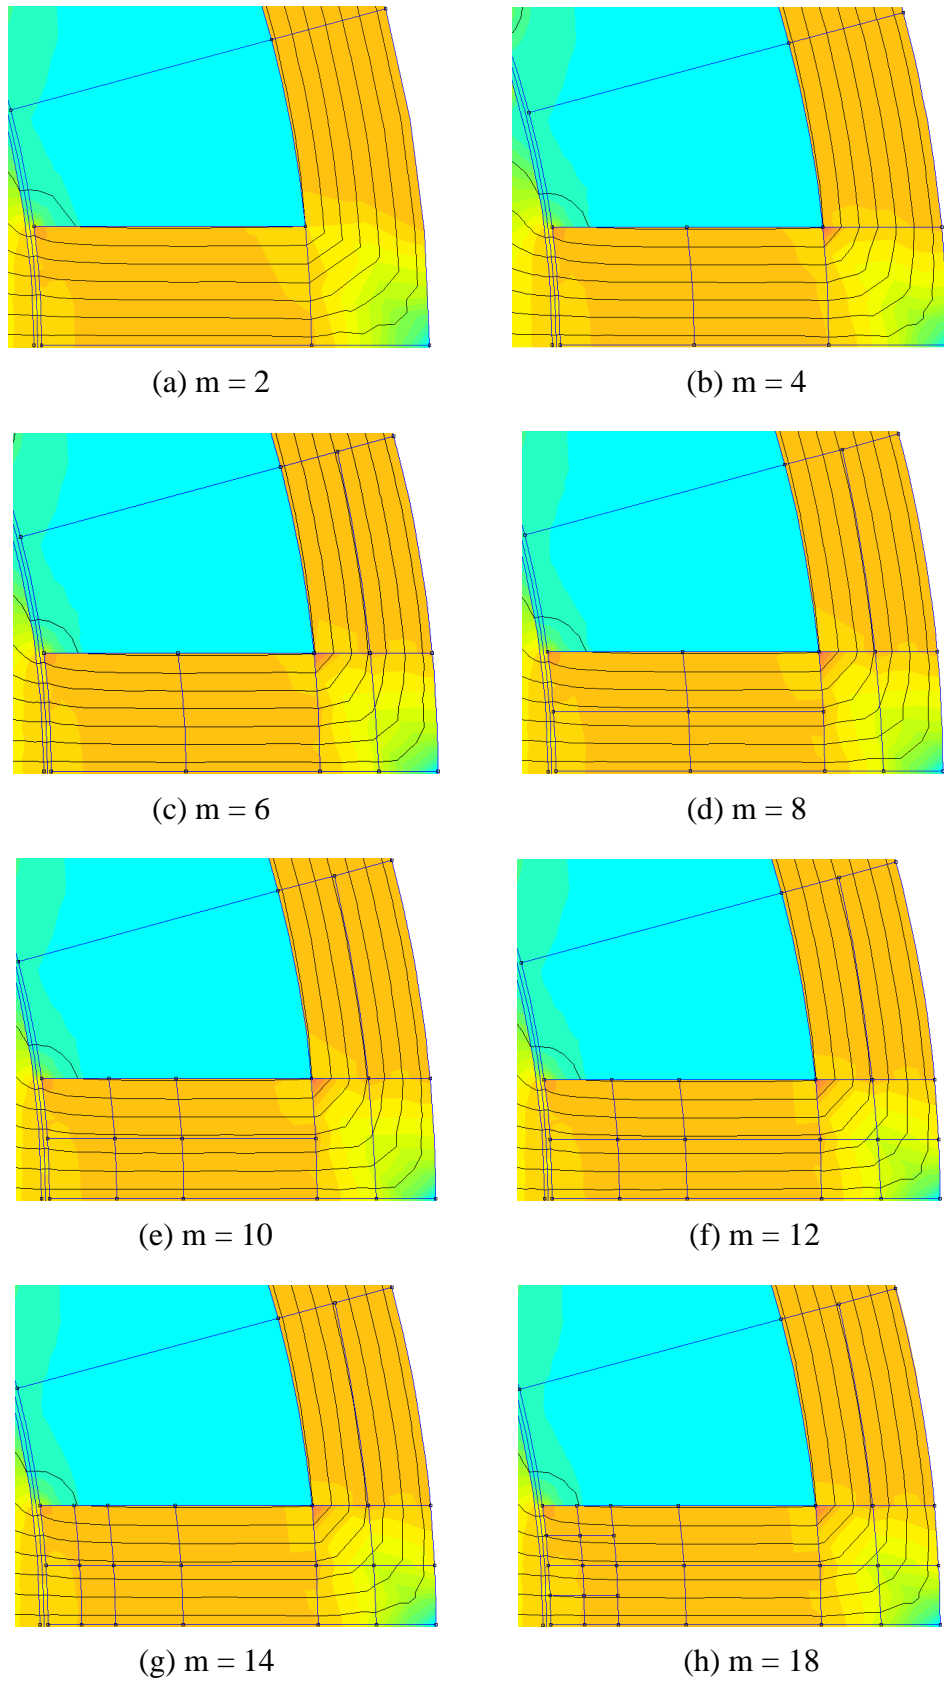 (a) m = 2
(b) m = 4
(c) m = 6
(d) m = 8
(e) m = 10
(f) m = 12
(g) m = 14
(h) m = 18